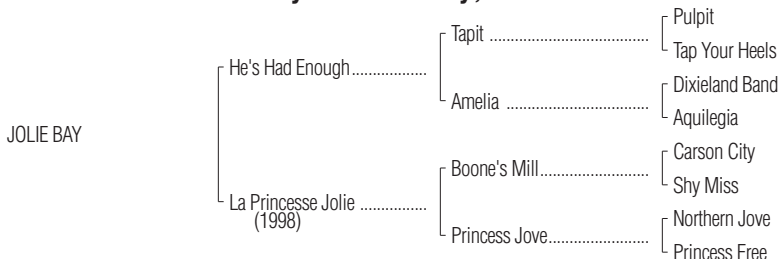 Tapit ..................................................
Pulpit
Tap Your Heels
He's Had Enough..................
Amelia .............................................
Dixieland Band
Aquilegia
JOLIE BAY
Boone's Mill..................................
Carson City
Shy Miss
La Princesse Jolie ................
(1998)
Princess Jove................................
Northern Jove
Princess Free